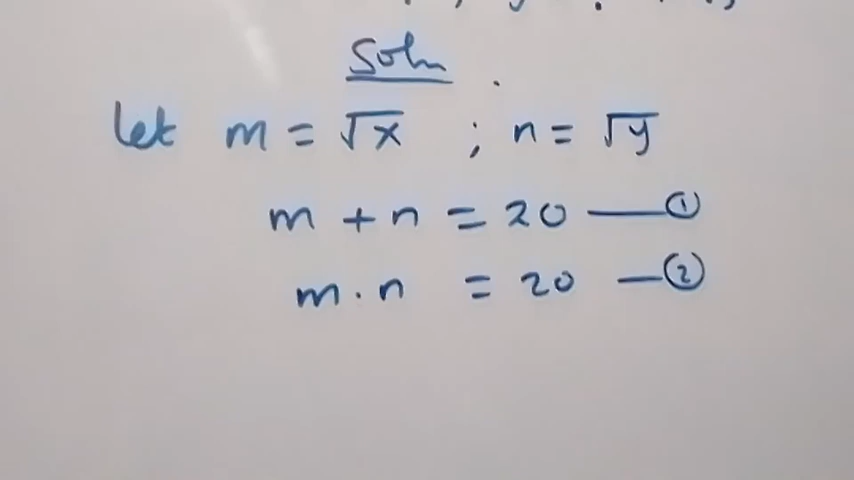 Soln.
let m = √x ; n = √y
m + n = 20 — ①
m . n = 20 — ②